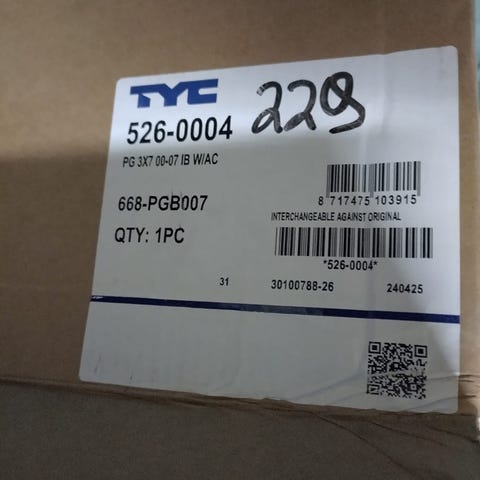 TYC
526-0004
229
PG 3X7 00-07 IB W/AC
668-PGB007
8 717475 103915
INTERCHANGEABLE AGAINST ORIGINAL
QTY: 1PC
*526-0004*
31 30100788-26 240425